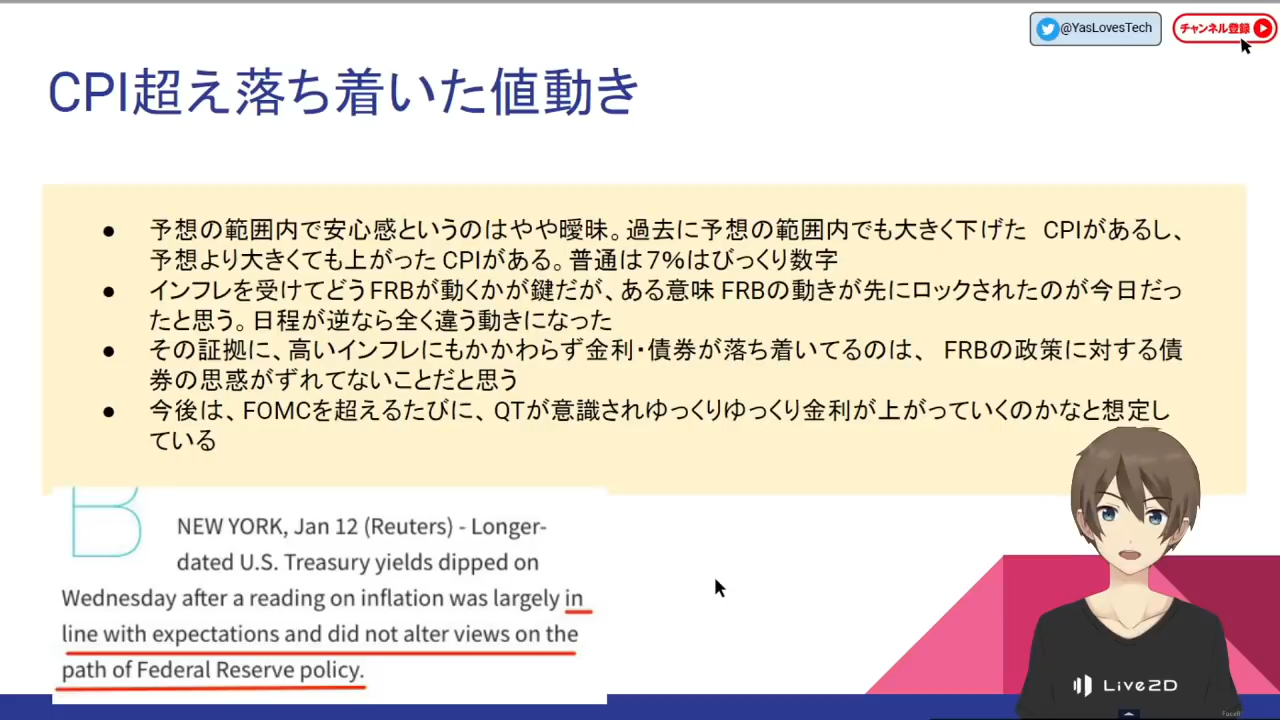 @YasLovesTech
チャンネル登録
CPI超え落ち着いた値動き
● 予想の範囲内で安心感というのはやや曖昧。過去に予想の範囲内でも大きく下げた CPIがあるし、
予想より大きくても上がった CPIがある。普通は７%はびっくり数字
● インフレを受けてどうFRBが動くかが鍵だが、ある意味 FRBの動きが先にロックされたのが今日だっ
たと思う。日程が逆なら全く違う動きになった
● その証拠に、高いインフレにもかかわらず金利・債券が落ち着いてるのは、 FRBの政策に対する債
券の思惑がずれてないことだと思う
● 今後は、FOMCを超えるたびに、QTが意識されゆっくりゆっくり金利が上がっていくのかなと想定し
ている
B
NEW YORK, Jan 12 (Reuters) - Longer-
dated U.S. Treasury yields dipped on
Wednesday after a reading on inflation was largely in
line with expectations and did not alter views on the
path of Federal Reserve policy.
Live2D
FaceR